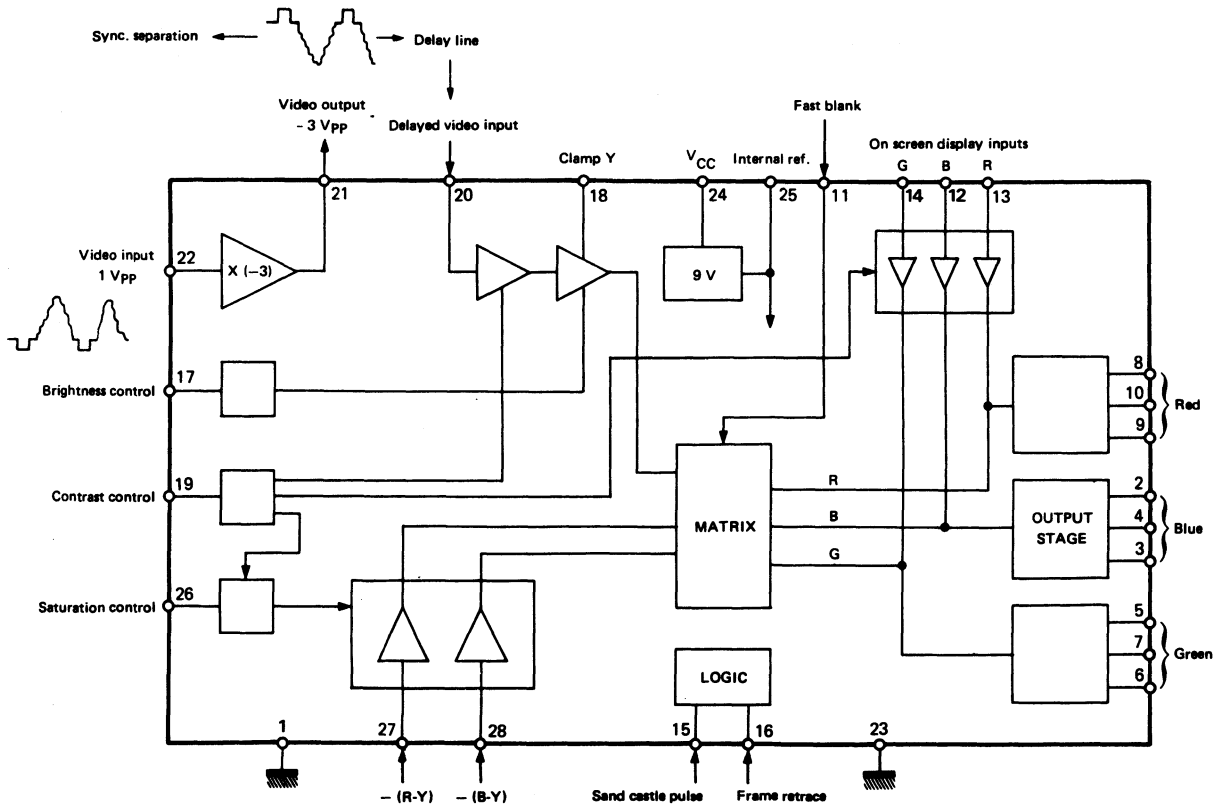 Sync. separation
Delay line
Video output
– 3 VPP
Delayed video input
Fast blank
Clamp Y
VCC
Internal ref.
On screen display inputs
G B R
21
20
18
24
25
11
14
12
13
Video input
1 VPP
22
X (–3)
9 V
Brightness control
17
8
10
9
Red
Contrast control
19
MATRIX
R
B
G
OUTPUT
STAGE
2
4
3
Blue
Saturation control
26
5
7
6
Green
LOGIC
1
27
28
15
16
23
– (R-Y)
– (B-Y)
Sand castle pulse
Frame retrace